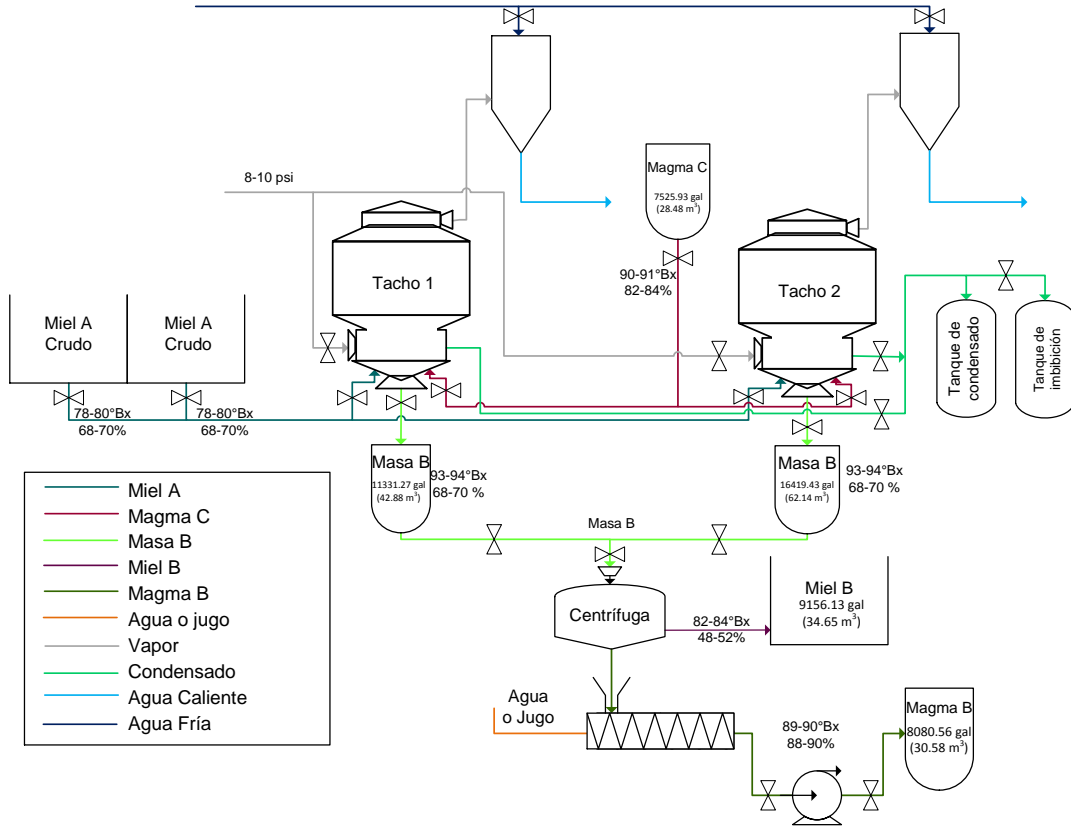 8-10 psi
Magma C
7525.93 gal
(28.48 m³)
90-91°Bx
82-84%
Tacho 1
Tacho 2
Miel A
Crudo
Miel A
Crudo
78-80°Bx
68-70%
78-80°Bx
68-70%
Tanque de
condensado
Tanque de
imbibición
Masa B
11331.27 gal
(42.88 m³)
93-94°Bx
68-70 %
Masa B
16419.43 gal
(62.14 m³)
93-94°Bx
68-70 %
Masa B
Miel A
Magma C
Masa B
Miel B
Magma B
Agua o jugo
Vapor
Condensado
Agua Caliente
Agua Fría
Centrífuga
82-84°Bx
48-52%
Miel B
9156.13 gal
(34.65 m³)
Agua
o Jugo
89-90°Bx
88-90%
Magma B
8080.56 gal
(30.58 m³)